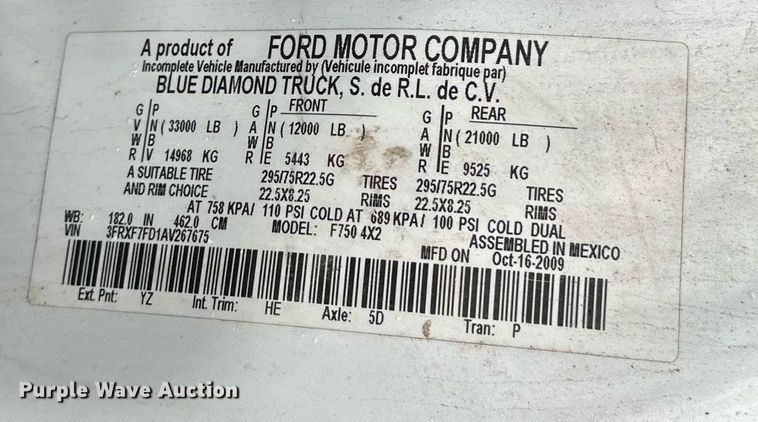 A product of FORD MOTOR COMPANY
Incomplete Vehicle Manufactured by (Vehicule incomplet fabrique par)
BLUE DIAMOND TRUCK, S. de R.L. de C.V.
G P G P FRONT G P REAR
V N ( 33000 LB ) A N ( 12000 LB ) A N ( 21000 LB )
W B W B W B
R V 14968 KG R E 5443 KG R E 9525 KG
A SUITABLE TIRE 295/75R22.5G TIRES 295/75R22.5G TIRES
AND RIM CHOICE 22.5X8.25 RIMS 22.5X8.25 RIMS
AT 758 KPA/ 110 PSI COLD AT 689 KPA/ 100 PSI COLD DUAL
WB: 182.0 IN 462.0 CM ASSEMBLED IN MEXICO
VIN 3FRXF7FD1AV267675 MODEL: F750 4X2 MFD ON Oct-16-2009
Ext. Pnt: YZ Int. Trim: HE Axle: 5D Tran: P
Purple Wave Auction